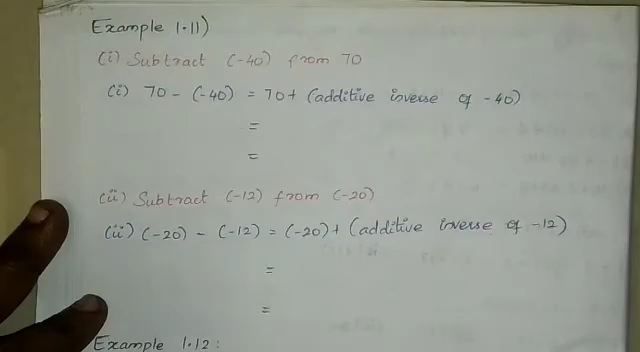 Example 1.11)
(i) Subtract (-40) from 70
(i) 70 - (-40) = 70 + (additive inverse of -40)
=
=
(ii) Subtract (-12) from (-20)
(ii) (-20) - (-12) = (-20) + (additive inverse of -12)
=
=
Example 1.12: